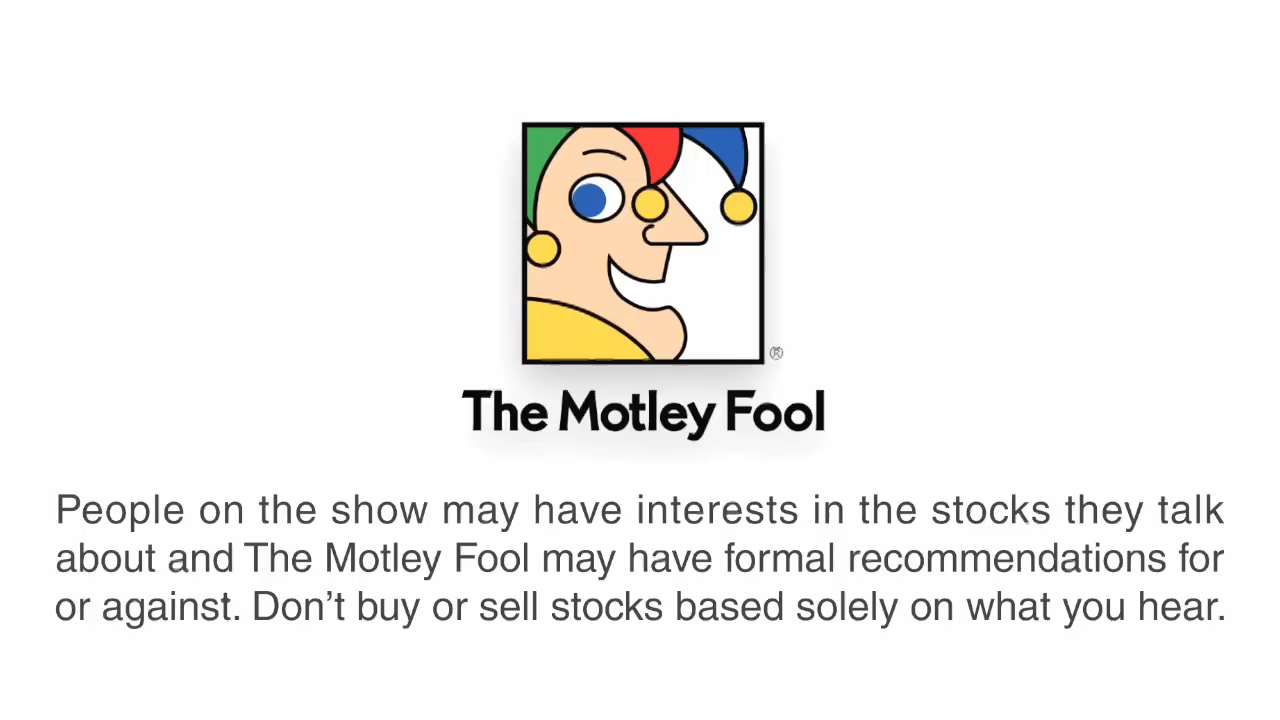 ®
The Motley Fool
People on the show may have interests in the stocks they talk
about and The Motley Fool may have formal recommendations for
or against. Don’t buy or sell stocks based solely on what you hear.